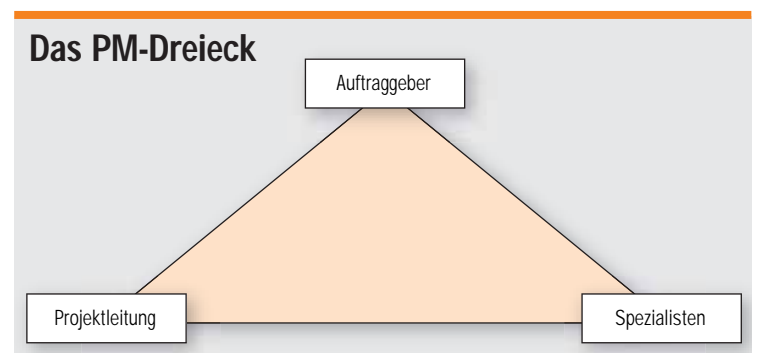 Das PM-Dreieck
Auftraggeber
Projektleitung
Spezialisten